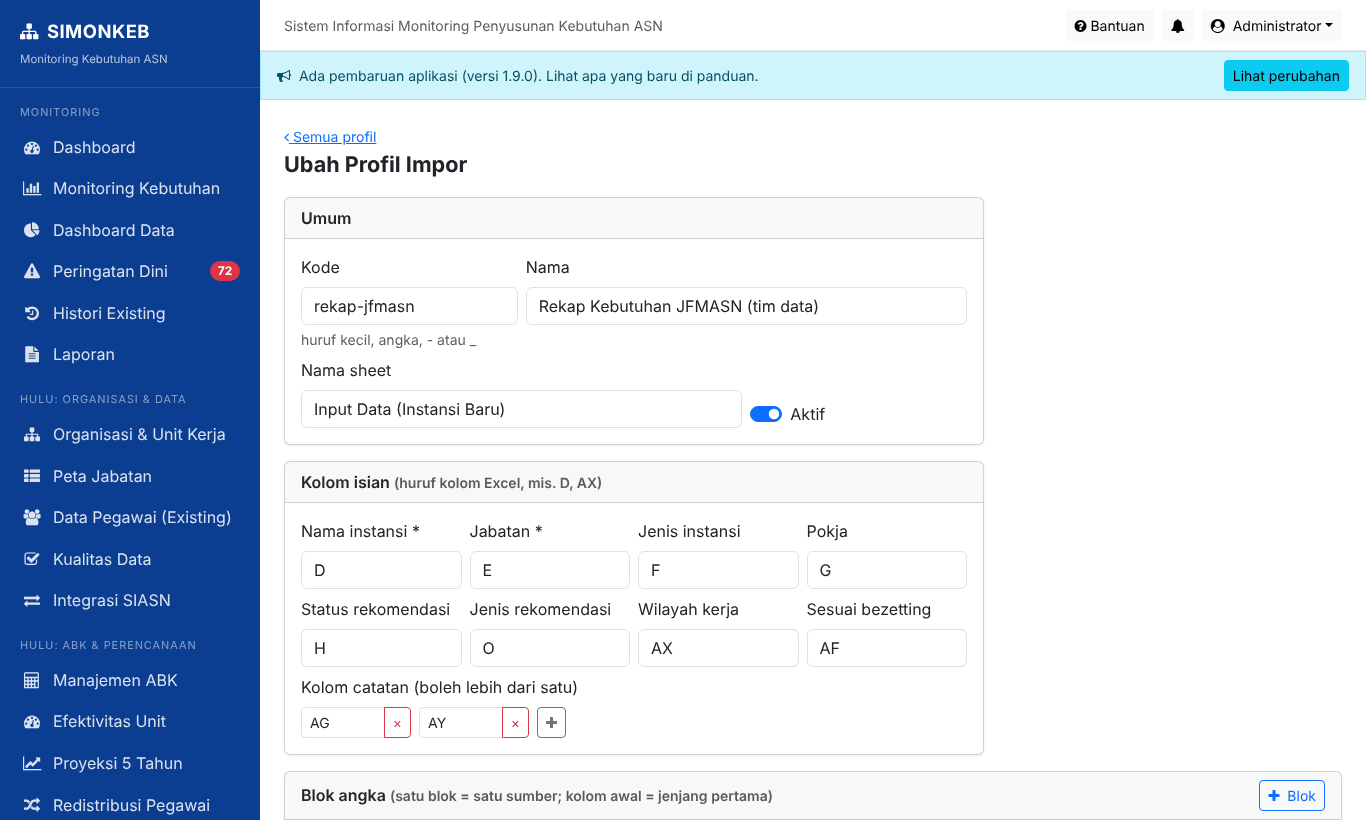 SIMONKEB
Monitoring Kebutuhan ASN
MONITORING
Dashboard
Monitoring Kebutuhan
Dashboard Data
Peringatan Dini 72
Histori Existing
Laporan
HULU: ORGANISASI & DATA
Organisasi & Unit Kerja
Peta Jabatan
Data Pegawai (Existing)
Kualitas Data
Integrasi SIASN
HULU: ABK & PERENCANAAN
Manajemen ABK
Efektivitas Unit
Proyeksi 5 Tahun
Redistribusi Pegawai
Sistem Informasi Monitoring Penyusunan Kebutuhan ASN
Bantuan Administrator
Ada pembaruan aplikasi (versi 1.9.0). Lihat apa yang baru di panduan. Lihat perubahan
Semua profil
Ubah Profil Impor
Umum
Kode Nama
rekap-jfmasn Rekap Kebutuhan JFMASN (tim data)
huruf kecil, angka, - atau _
Nama sheet
Input Data (Instansi Baru) Aktif
Kolom isian (huruf kolom Excel, mis. D, AX)
Nama instansi * Jabatan * Jenis instansi Pokja
D E F G
Status rekomendasi Jenis rekomendasi Wilayah kerja Sesuai bezetting
H O AX AF
Kolom catatan (boleh lebih dari satu)
AG × AY × +
Blok angka (satu blok = satu sumber; kolom awal = jenjang pertama) + Blok